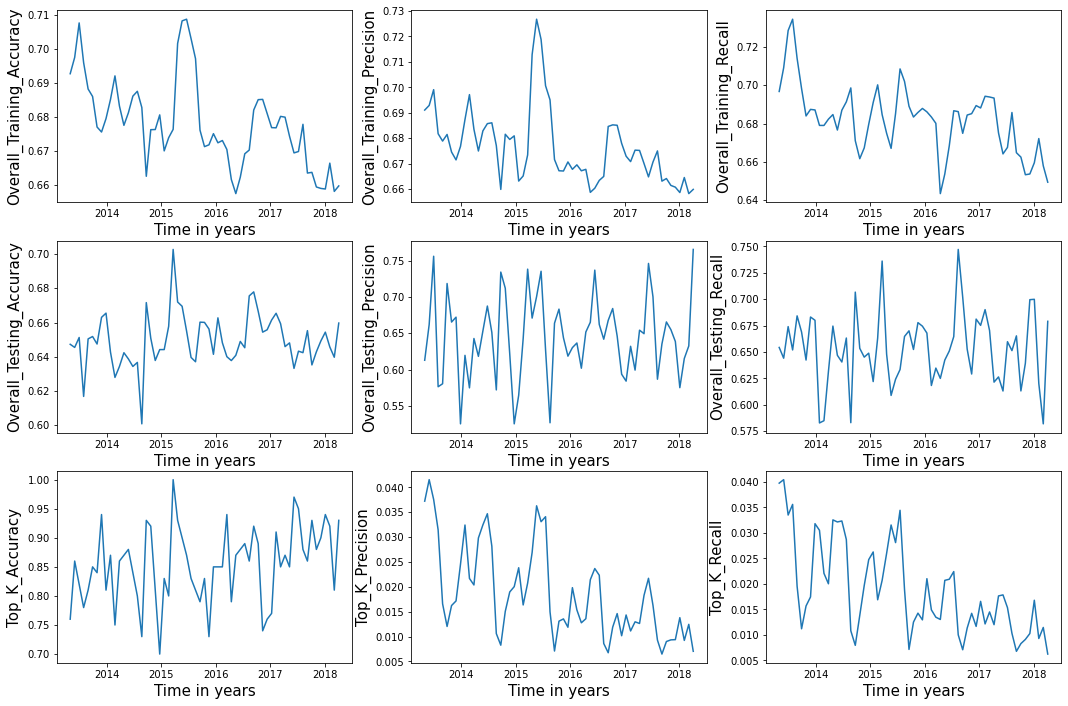 Overall_Training_Accuracy
0.71
0.70
0.69
0.68
0.67
0.66
2014 2015 2016 2017 2018
Time in years
Overall_Training_Precision
0.73
0.72
0.71
0.70
0.69
0.68
0.67
0.66
2014 2015 2016 2017 2018
Time in years
Overall_Training_Recall
0.72
0.70
0.68
0.66
0.64
2014 2015 2016 2017 2018
Time in years
Overall_Testing_Accuracy
0.70
0.68
0.66
0.64
0.62
0.60
2014 2015 2016 2017 2018
Time in years
Overall_Testing_Precision
0.75
0.70
0.65
0.60
0.55
2014 2015 2016 2017 2018
Time in years
Overall_Testing_Recall
0.750
0.725
0.700
0.675
0.650
0.625
0.600
0.575
2014 2015 2016 2017 2018
Time in years
Top_K_Accuracy
1.00
0.95
0.90
0.85
0.80
0.75
0.70
2014 2015 2016 2017 2018
Time in years
Top_K_Precision
0.040
0.035
0.030
0.025
0.020
0.015
0.010
0.005
2014 2015 2016 2017 2018
Time in years
Top_K_Recall
0.040
0.035
0.030
0.025
0.020
0.015
0.010
0.005
2014 2015 2016 2017 2018
Time in years